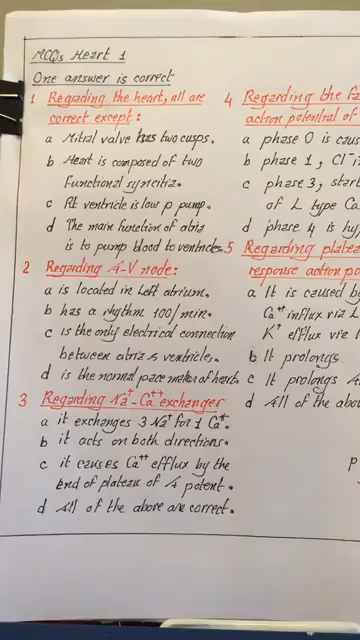 MCQs Heart 1
One answer is correct
1 Regarding the heart, all are
correct except:
a Mitral valve has two cusps.
b Heart is composed of two
Functional syncitia.
c Rt ventricle is low p pump.
d The main function of atria
is to pump blood to ventricles.
2 Regarding A-V node:
a is located in Left atrium.
b has a rhythm 100/min.
c is the only electrical connection
between atria & ventricles.
d is the normal pace maker of heart.
3 Regarding Na⁺-Ca⁺⁺ exchanger
a it exchanges 3 Na⁺ for 1 Ca⁺⁺.
b it acts on both directions.
c it causes Ca⁺⁺ efflux by the
end of plateau of A potent.
d All of the above are correct.
4 Regarding the
action potential of
a phase 0 is
b phase 1, Cl⁻
c phase 3,
of L type
d phase 4 is
5 Regarding
response action
a It is caused
Ca⁺⁺ influx via
K⁺ efflux via
b It prolongs
c It prolongs
d All of the